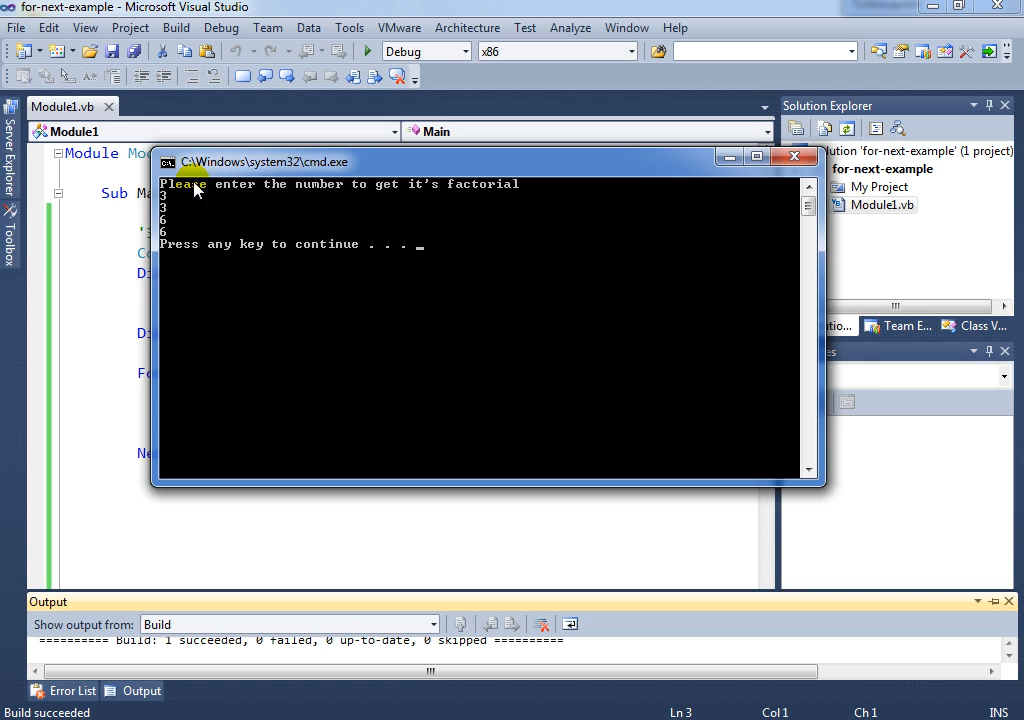 for-next-example - Microsoft Visual Studio
File Edit View Project Build Debug Team Data Tools VMware Architecture Test Analyze Window Help
Debug x86
Module1.vb
Solution Explorer
Module1 Main
Module
C:\Windows\system32\cmd.exe
olution 'for-next-example' (1 project)
for-next-example
My Project
Module1.vb
Please enter the number to get it's factorial
3
3
6
6
Press any key to continue . . . _
Sub Ma
Server Explorer
Toolbox
Team E... Class V...
Output
Show output from: Build
========== Build: 1 succeeded, 0 failed, 0 up-to-date, 0 skipped ==========
Error List Output
Build succeeded Ln 3 Col 1 Ch 1 INS